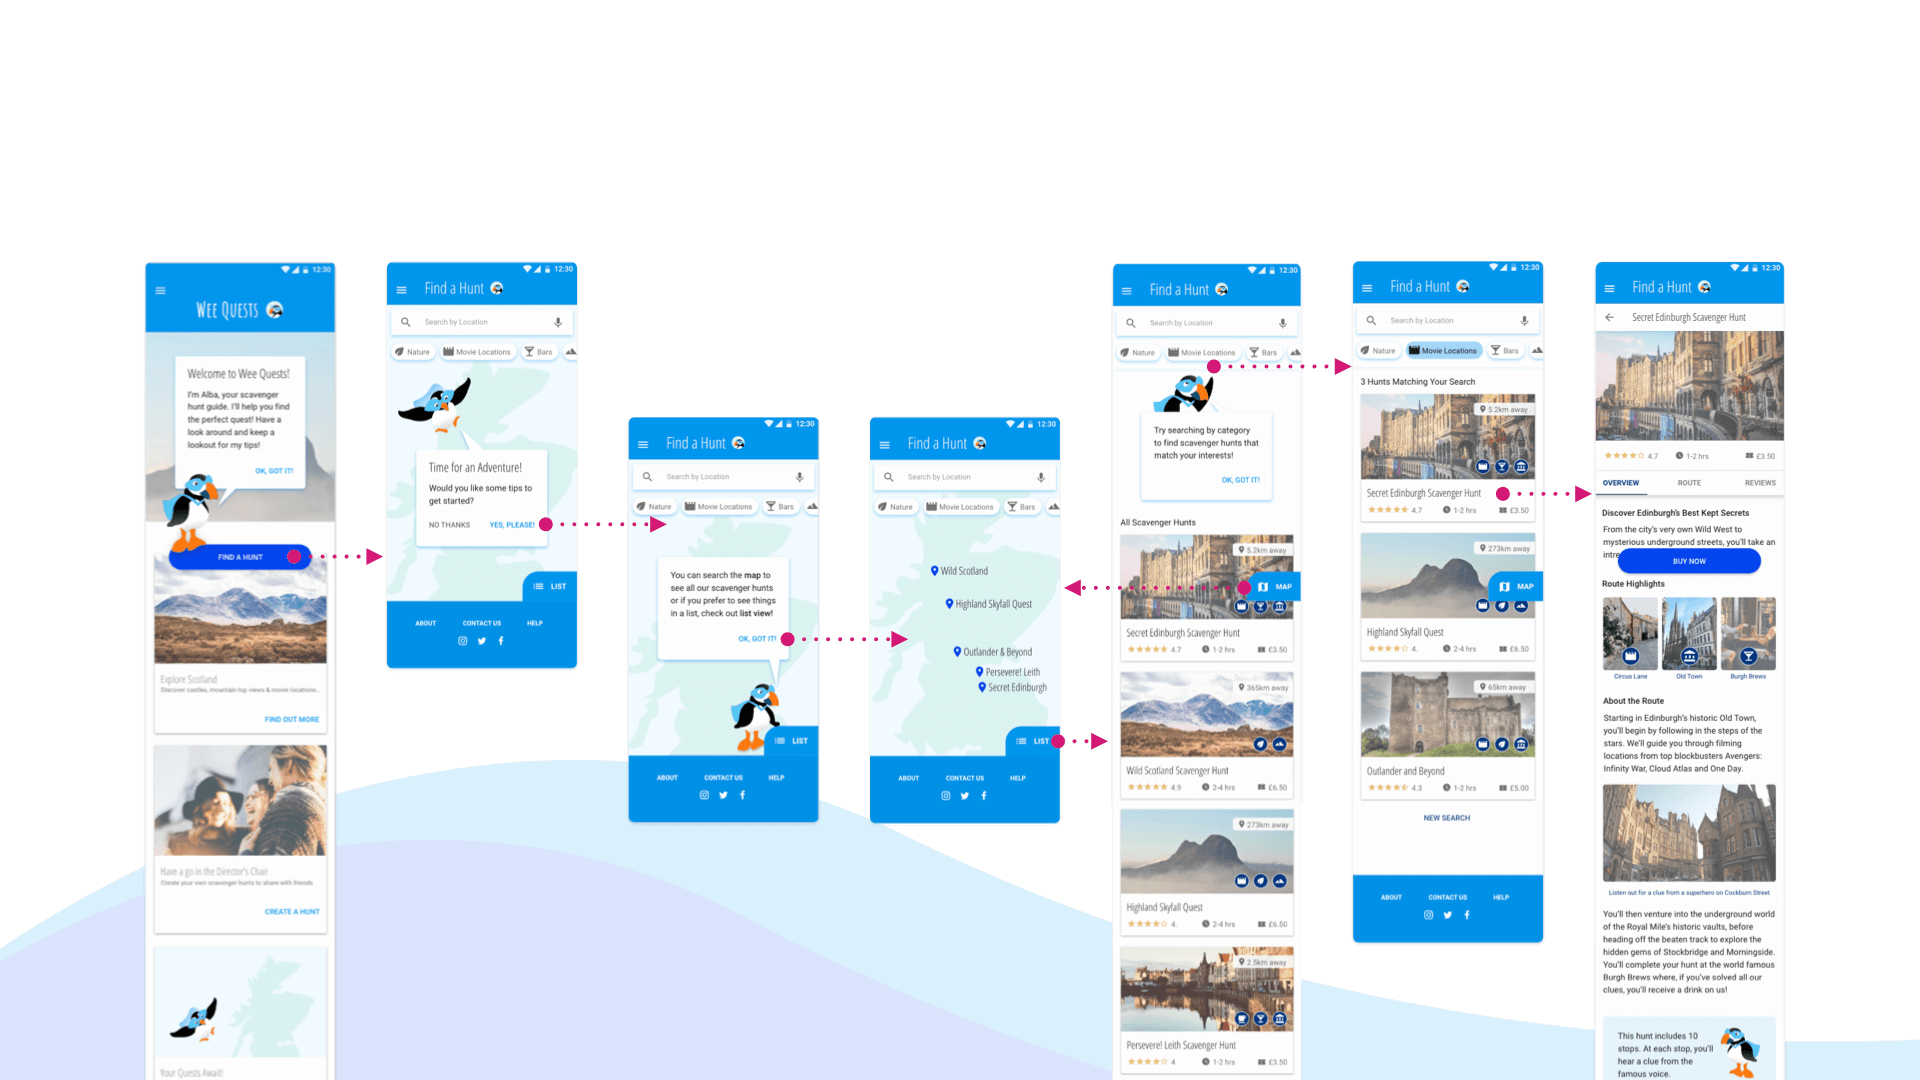 12:30
WEE QUESTS
Welcome to Wee Quests!
I'm Alba, your scavenger
hunt guide. I'll help you find
the perfect quest! Have a
look around and keep a
lookout for my tips!
OK, GOT IT!
FIND A HUNT
Explore Scotland
Discover castles, mountain top views & movie locations...
FIND OUT MORE
Have a go in the Director's Chair
Create your own scavenger hunts to share with friends
CREATE A HUNT
Your Quests Await!
12:30
Find a Hunt
Search by Location
Nature
Movie Locations
Bars
Time for an Adventure!
Would you like some tips to
get started?
NO THANKS
YES, PLEASE!
LIST
ABOUT
CONTACT US
HELP
12:30
Find a Hunt
Search by Location
Nature
Movie Locations
Bars
You can search the map to
see all our scavenger hunts
or if you prefer to see things
in a list, check out list view!
OK, GOT IT!
LIST
ABOUT
CONTACT US
HELP
12:30
Find a Hunt
Search by Location
Nature
Movie Locations
Bars
Wild Scotland
Highland Skyfall Quest
Outlander & Beyond
Persevere! Leith
Secret Edinburgh
LIST
ABOUT
CONTACT US
HELP
12:30
Find a Hunt
Search by Location
Nature
Movie Locations
Bars
Try searching by category
to find scavenger hunts that
match your interests!
OK, GOT IT!
All Scavenger Hunts
5.2km away
MAP
Secret Edinburgh Scavenger Hunt
4.7
1-2 hrs
£3.50
365km away
Wild Scotland Scavenger Hunt
4.9
2-4 hrs
£6.50
273km away
Highland Skyfall Quest
4.
2-4 hrs
£6.50
2.5km away
Persevere! Leith Scavenger Hunt
4
1-2 hrs
£3.50
12:30
Find a Hunt
Search by Location
Nature
Movie Locations
Bars
3 Hunts Matching Your Search
5.2km away
Secret Edinburgh Scavenger Hunt
4.7
1-2 hrs
£3.50
273km away
MAP
Highland Skyfall Quest
4.
2-4 hrs
£6.50
65km away
Outlander and Beyond
4.3
1-2 hrs
£5.00
NEW SEARCH
ABOUT
CONTACT US
HELP
12:30
Find a Hunt
Secret Edinburgh Scavenger Hunt
4.7
1-2 hrs
£3.50
OVERVIEW
ROUTE
REVIEWS
Discover Edinburgh's Best Kept Secrets
From the city's very own Wild West to
mysterious underground streets, you'll take an
intre
BUY NOW
Route Highlights
Circus Lane
Old Town
Burgh Brews
About the Route
Starting in Edinburgh's historic Old Town,
you'll begin by following in the steps of the
stars. We'll guide you through filming
locations from top blockbusters Avengers:
Infinity War, Cloud Atlas and One Day.
Listen out for a clue from a superhero on Cockburn Street
You'll then venture into the underground world
of the Royal Mile's historic vaults, before
heading off the beaten track to explore the
hidden gems of Stockbridge and Morningside.
You'll complete your hunt at the world famous
Burgh Brews where, if you've solved all our
clues, you'll receive a drink on us!
This hunt includes 10
stops. At each stop, you'll
hear a clue from the
famous voice.